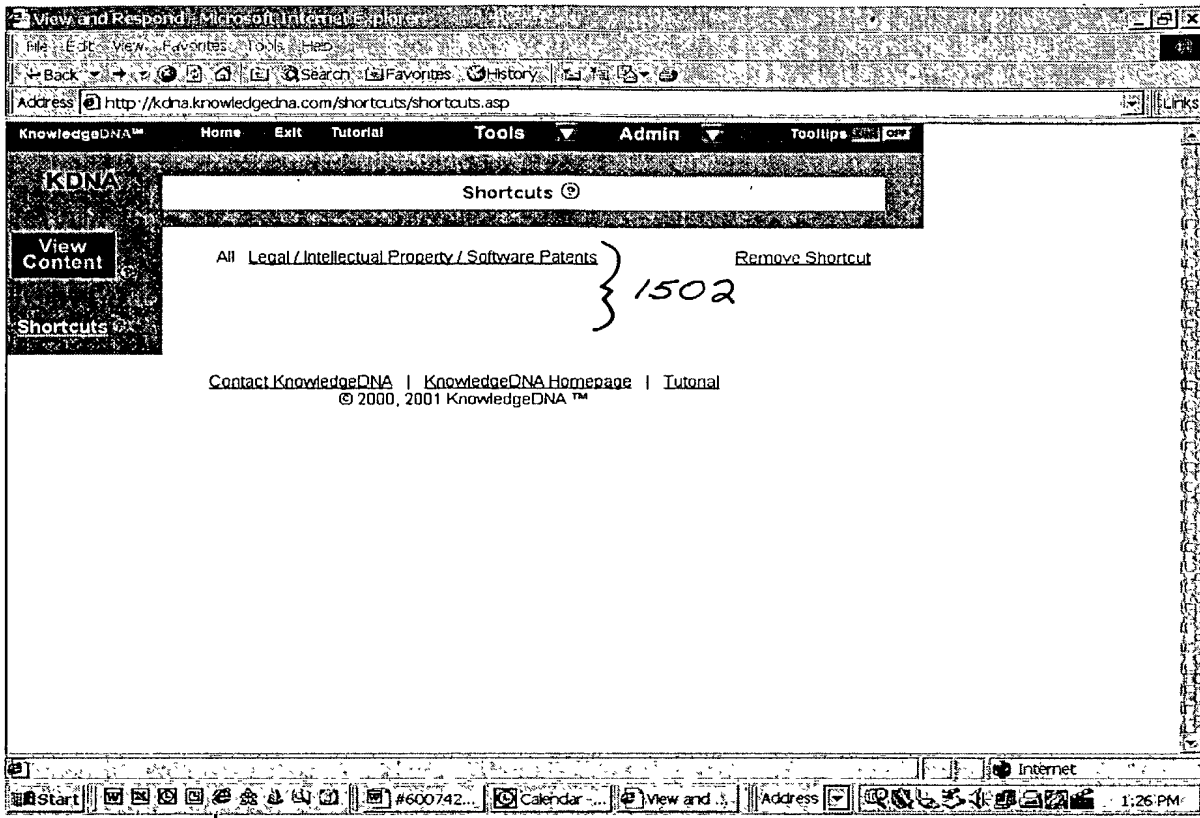 View and Respond - Microsoft Internet Explorer
File Edit View Favorites Tools Help
Back Search Favorites History
Address http://kdna.knowledgedna.com/shortcuts/shortcuts.asp Links
KnowledgeDNA™ Home Exit Tutorial Tools Admin Tooltips OFF
KDNA
Shortcuts
View
Content
All Legal / Intellectual Property / Software Patents Remove Shortcut
1502
Shortcuts
Contact KnowledgeDNA | KnowledgeDNA Homepage | Tutorial
© 2000, 2001 KnowledgeDNA ™
Internet
Start #600742... Calendar -... View and ... Address 1:26 PM